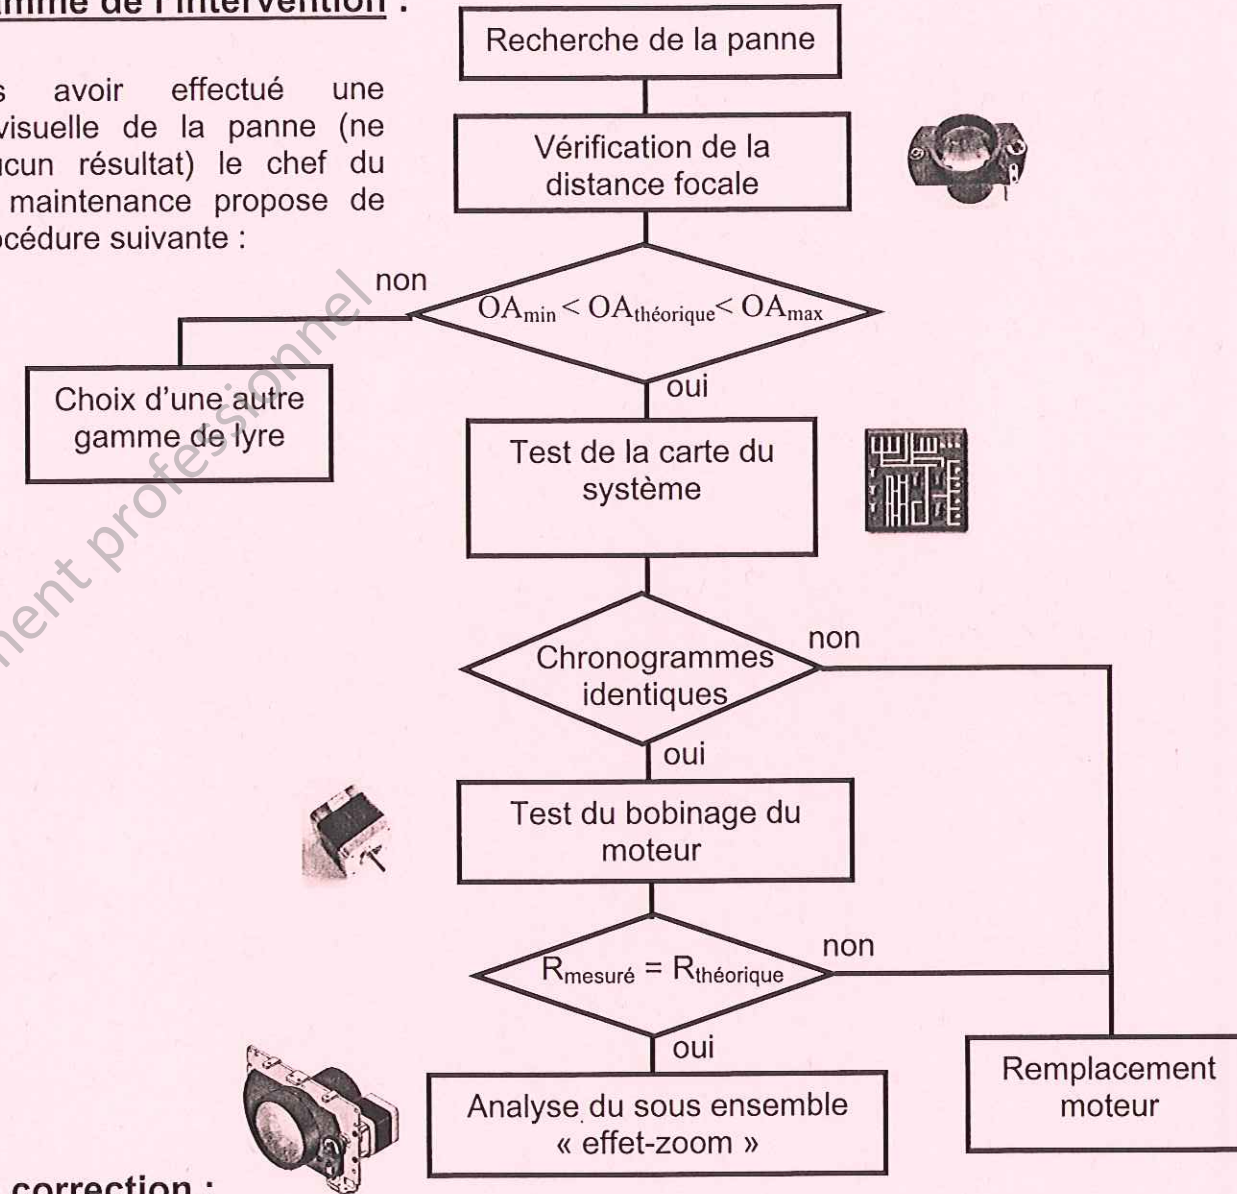 de l'intervention :
avoir effectué une
visuelle de la panne (ne
résultat) le chef du
maintenance propose de
suivante :
Recherche de la panne
Vérification de la
distance focale
non
OAmin < OAthéorique< OAmax
oui
Choix d'une autre
gamme de lyre
Test de la carte du
système
Chronogrammes
identiques
non
oui
Test du bobinage du
moteur
Rmesuré = Rthéorique
non
oui
Remplacement
moteur
Analyse du sous ensemble
« effet-zoom »
correction :
professionnel